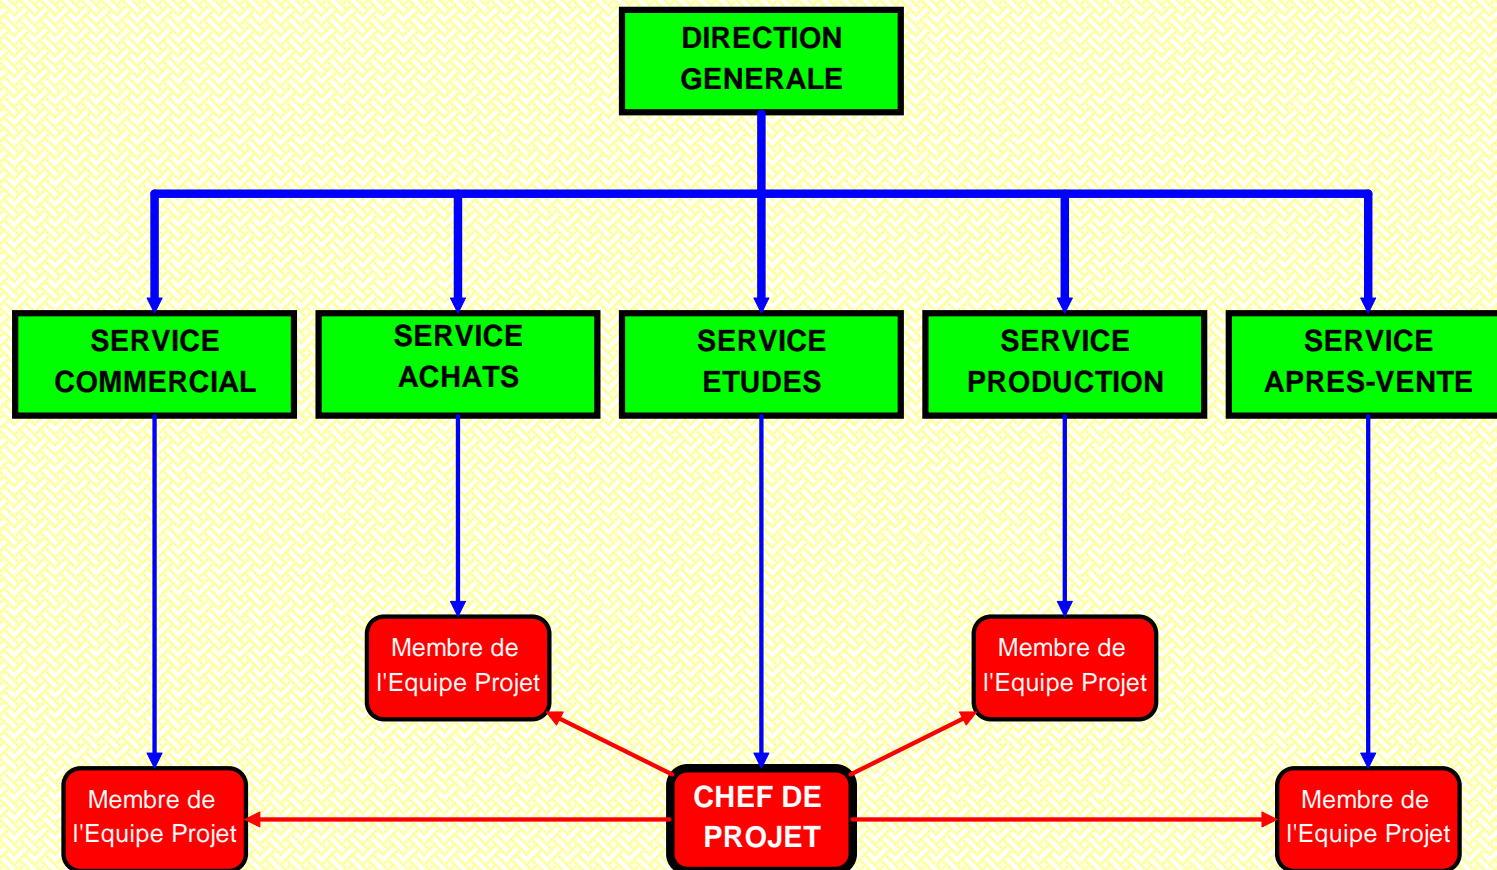 DIRECTION
GENERALE
SERVICE
COMMERCIAL
SERVICE
ACHATS
SERVICE
ETUDES
SERVICE
PRODUCTION
SERVICE
APRES-VENTE
Membre de
l'Equipe Projet
Membre de
l'Equipe Projet
Membre de
l'Equipe Projet
CHEF DE
PROJET
Membre de
l'Equipe Projet